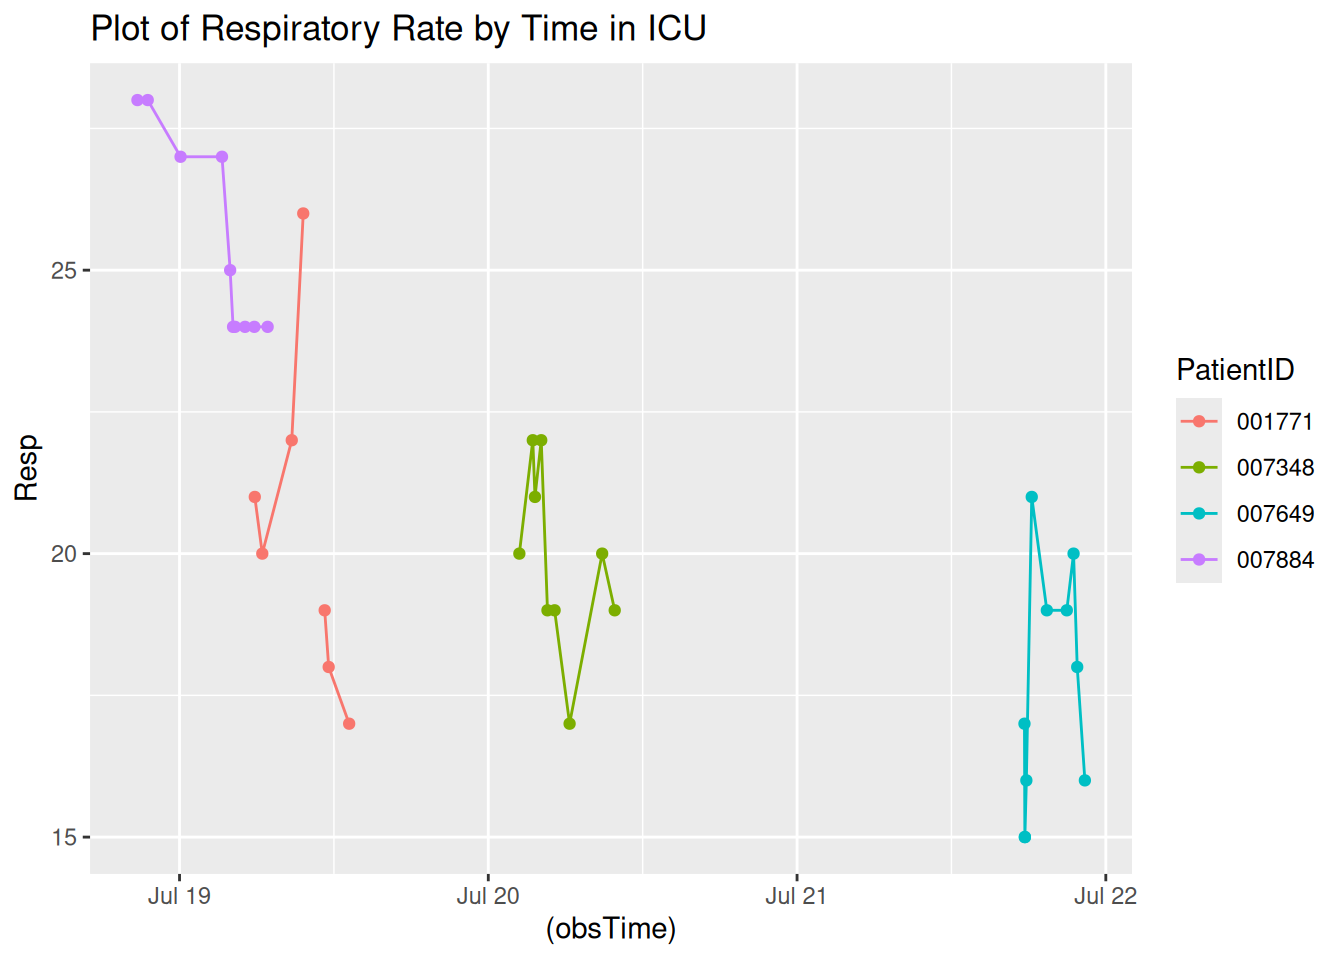 Plot of Respiratory Rate by Time in ICU
Resp
25
20
15
Jul 19 Jul 20 Jul 21 Jul 22
(obsTime)
PatientID
001771
007348
007649
007884